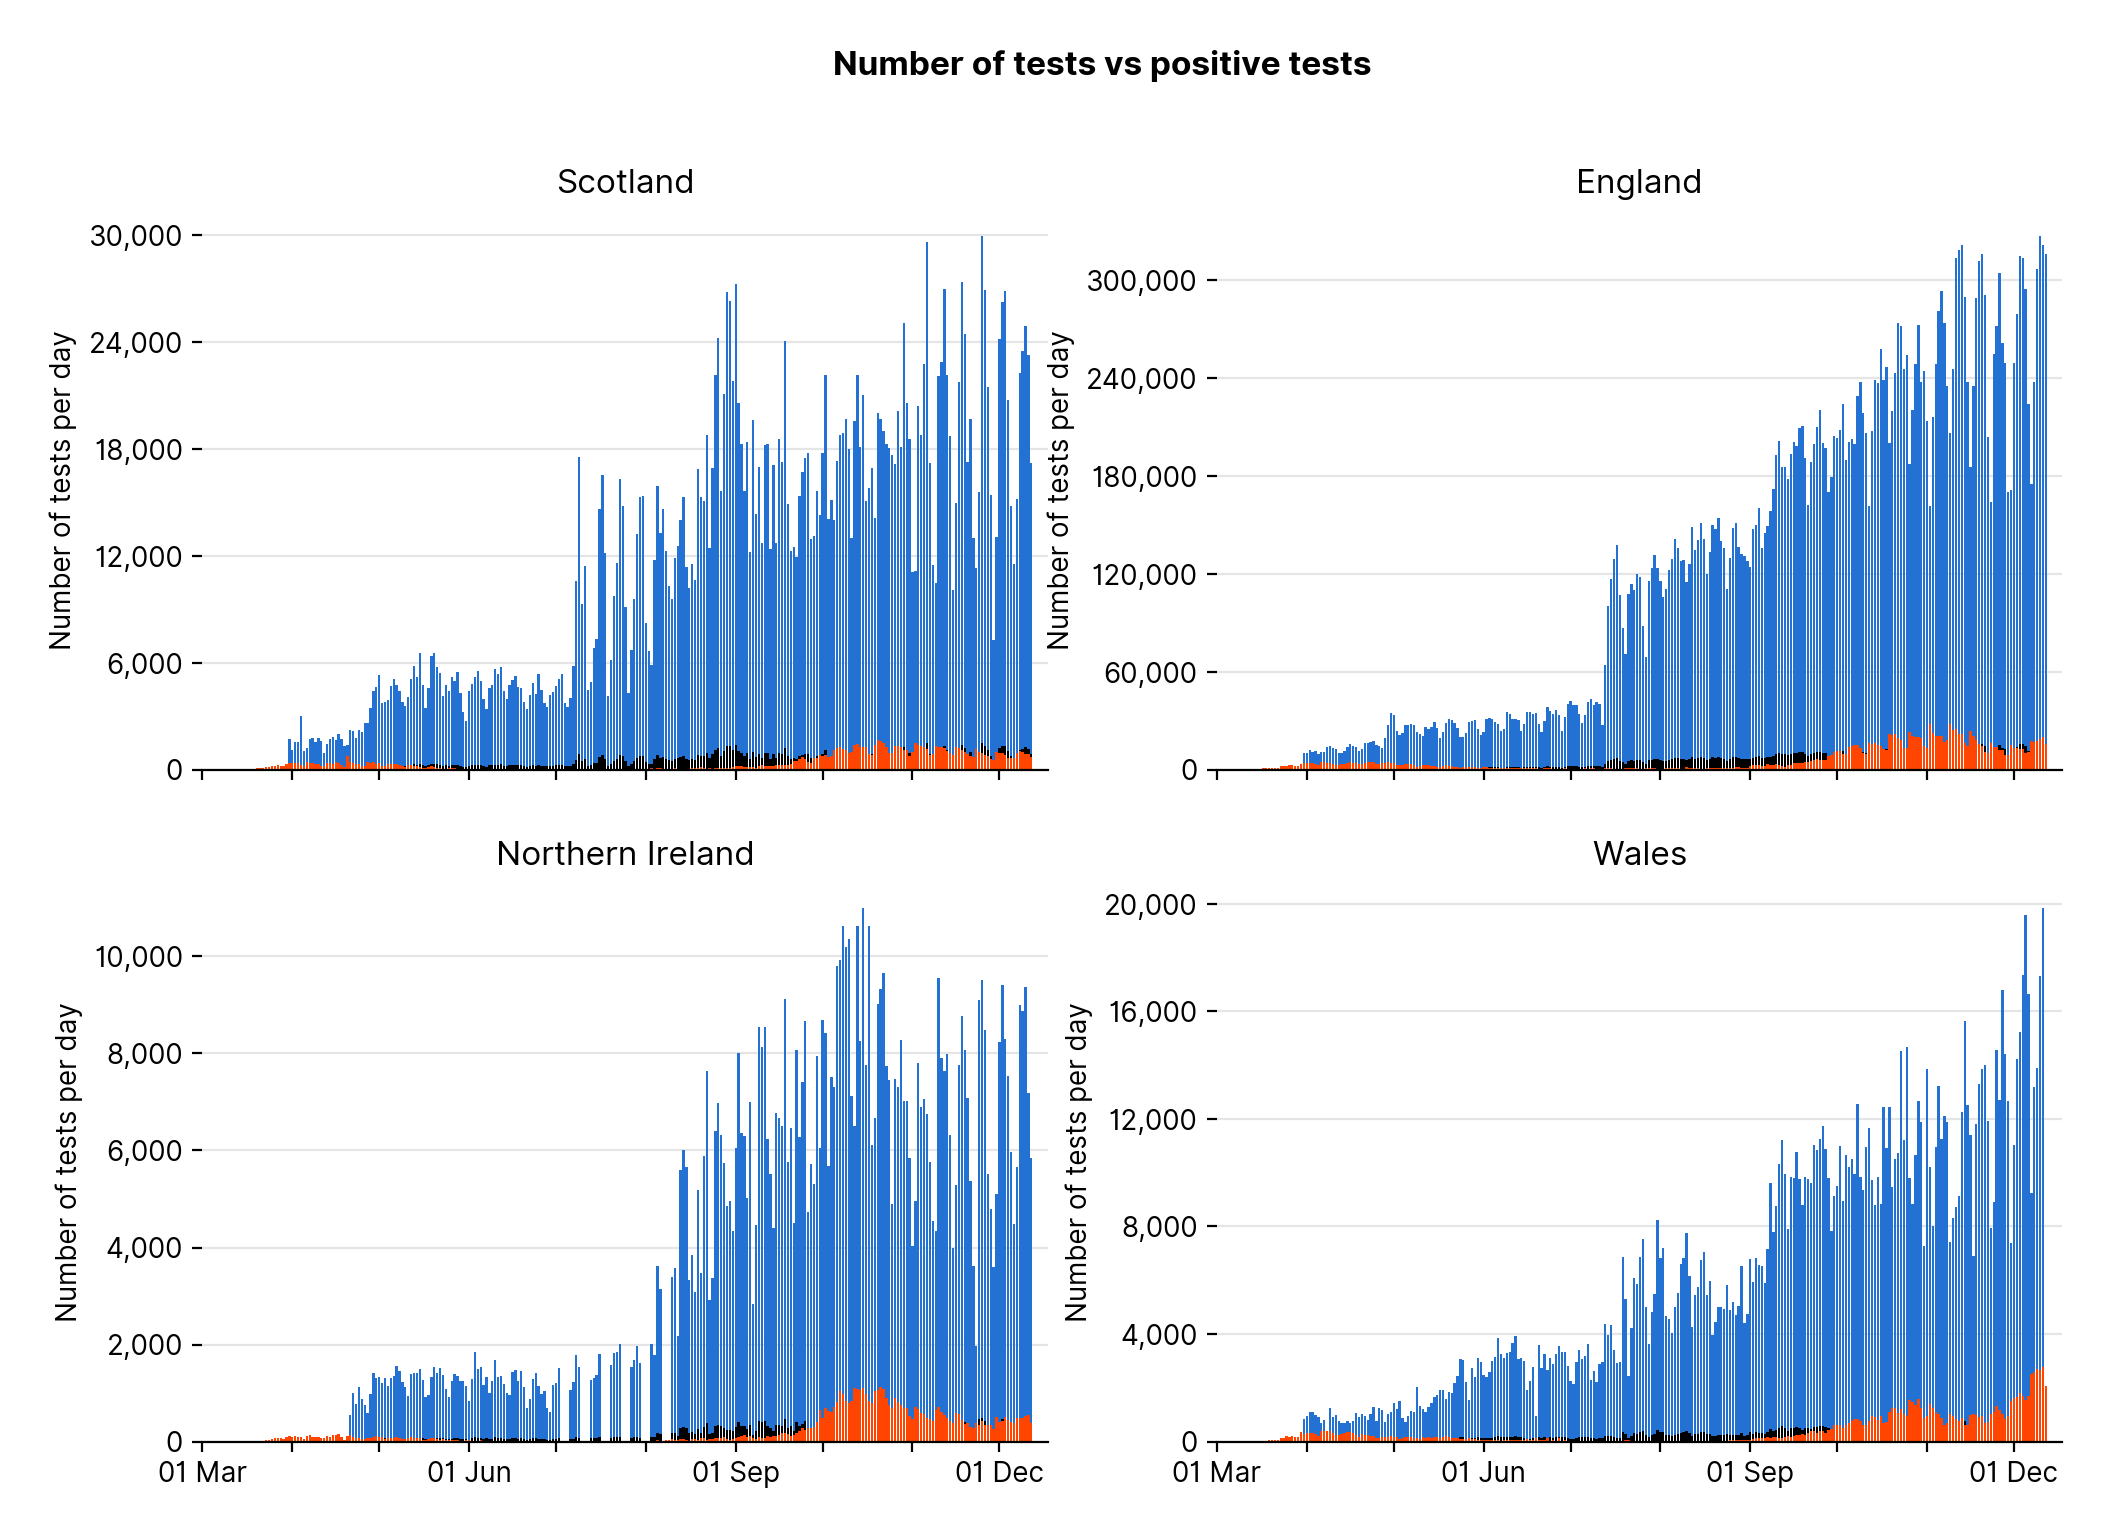 Number of tests vs positive tests
Scotland
England
Number of tests per day
30,000
24,000
18,000
12,000
6,000
0
Number of tests per day
300,000
240,000
180,000
120,000
60,000
0
Northern Ireland
Wales
Number of tests per day
10,000
8,000
6,000
4,000
2,000
0
01 Mar
01 Jun
01 Sep
01 Dec
Number of tests per day
20,000
16,000
12,000
8,000
4,000
0
01 Mar
01 Jun
01 Sep
01 Dec